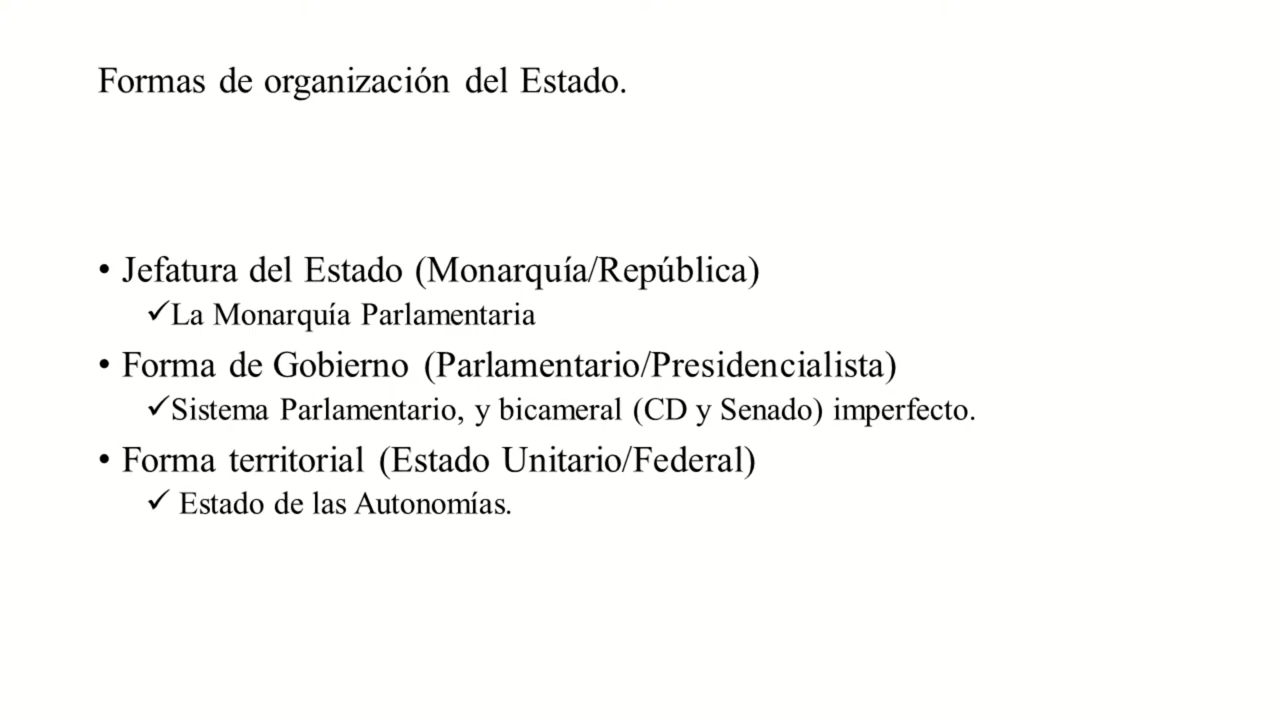 Formas de organización del Estado.
• Jefatura del Estado (Monarquía/República)
✓La Monarquía Parlamentaria
• Forma de Gobierno (Parlamentario/Presidencialista)
✓Sistema Parlamentario, y bicameral (CD y Senado) imperfecto.
• Forma territorial (Estado Unitario/Federal)
✓ Estado de las Autonomías.